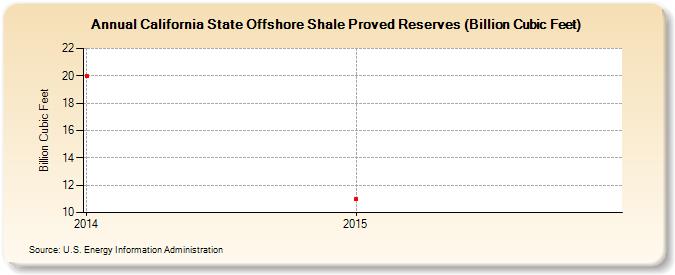 Annual California State Offshore Shale Proved Reserves (Billion Cubic Feet)
Billion Cubic Feet
22
20
18
16
14
12
10
2014 2015
Source: U.S. Energy Information Administration